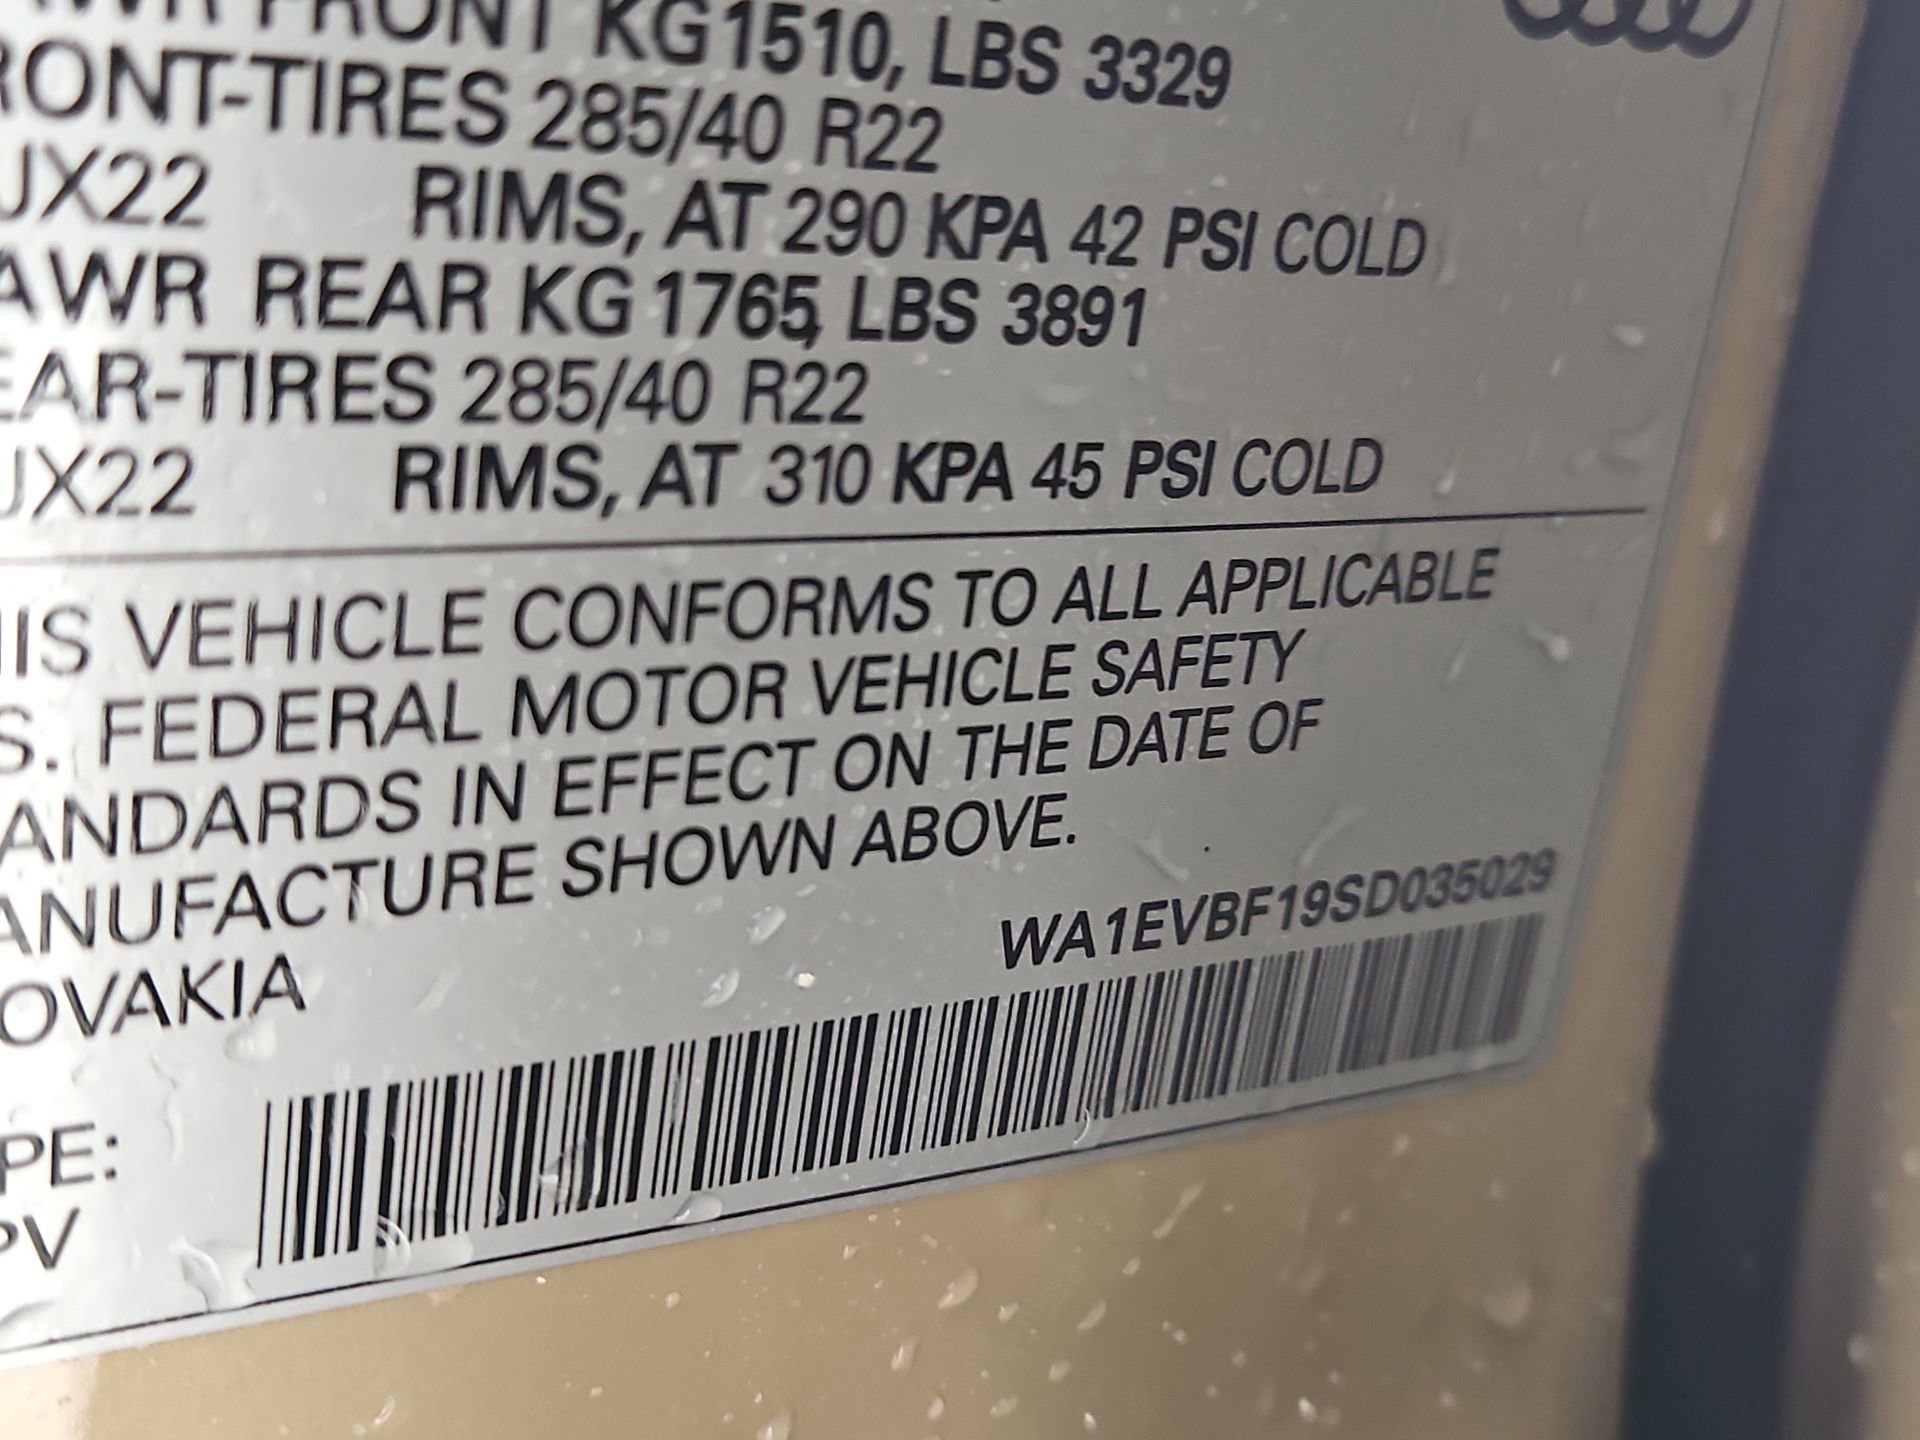 AWR FRONT KG 1510, LBS 3329
RONT-TIRES 285/40 R22
JX22 RIMS, AT 290 KPA 42 PSI COLD
AWR REAR KG 1765, LBS 3891
EAR-TIRES 285/40 R22
JX22 RIMS, AT 310 KPA 45 PSI COLD
HIS VEHICLE CONFORMS TO ALL APPLICABLE
S. FEDERAL MOTOR VEHICLE SAFETY
ANDARDS IN EFFECT ON THE DATE OF
ANUFACTURE SHOWN ABOVE.
WA1EVBF19SD035029
OVAKIA
PE:
PV